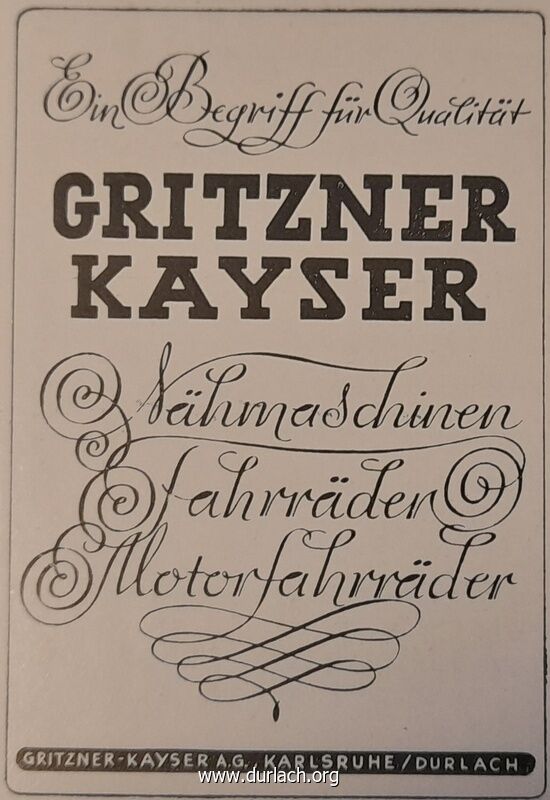 Ein Begriff für Qualität
GRITZNER
KAYSER
Nähmaschinen
Fahrräder
Motorfahrräder
GRITZNER-KAYSER A.G. KARLSRUHE/DURLACH
www.durlach.org